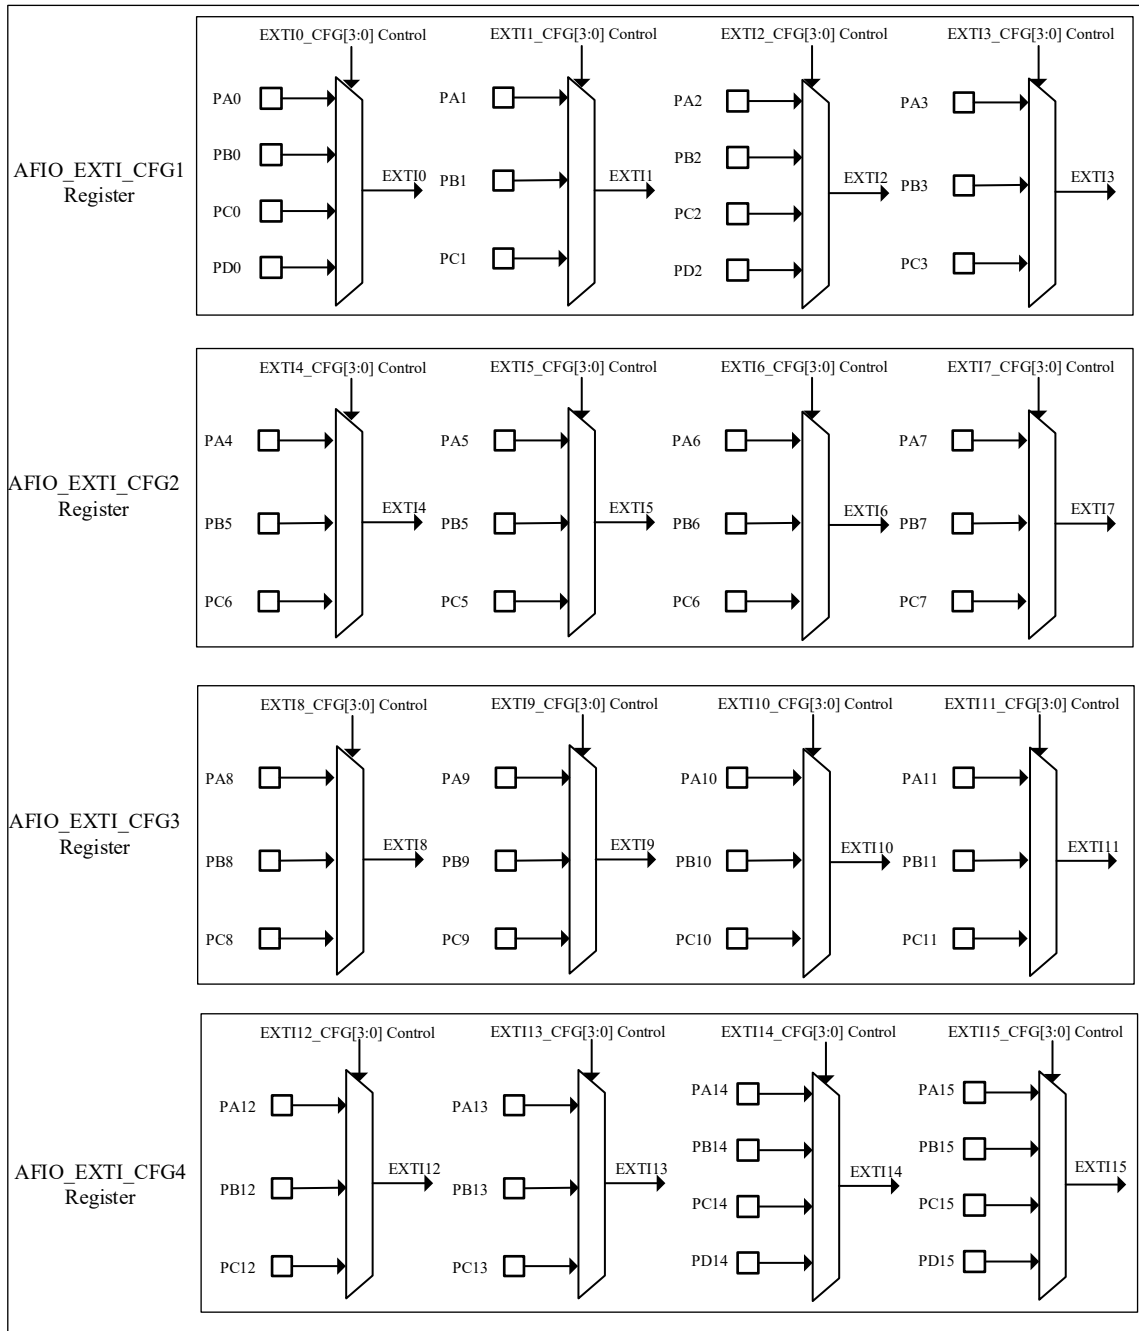 AFIO_EXTI_CFG1
Register
EXTI0_CFG[3:0] Control
PA0
PB0
PC0
PD0
EXTI0
EXTI1_CFG[3:0] Control
PA1
PB1
PC1
EXTI1
EXTI2_CFG[3:0] Control
PA2
PB2
PC2
PD2
EXTI2
EXTI3_CFG[3:0] Control
PA3
PB3
PC3
EXTI3
AFIO_EXTI_CFG2
Register
EXTI4_CFG[3:0] Control
PA4
PB5
PC6
EXTI4
EXTI5_CFG[3:0] Control
PA5
PB5
PC5
EXTI5
EXTI6_CFG[3:0] Control
PA6
PB6
PC6
EXTI6
EXTI7_CFG[3:0] Control
PA7
PB7
PC7
EXTI7
AFIO_EXTI_CFG3
Register
EXTI8_CFG[3:0] Control
PA8
PB8
PC8
EXTI8
EXTI9_CFG[3:0] Control
PA9
PB9
PC9
EXTI9
EXTI10_CFG[3:0] Control
PA10
PB10
PC10
EXTI10
EXTI11_CFG[3:0] Control
PA11
PB11
PC11
EXTI11
AFIO_EXTI_CFG4
Register
EXTI12_CFG[3:0] Control
PA12
PB12
PC12
EXTI12
EXTI13_CFG[3:0] Control
PA13
PB13
PC13
EXTI13
EXTI14_CFG[3:0] Control
PA14
PB14
PC14
PD14
EXTI14
EXTI15_CFG[3:0] Control
PA15
PB15
PC15
PD15
EXTI15